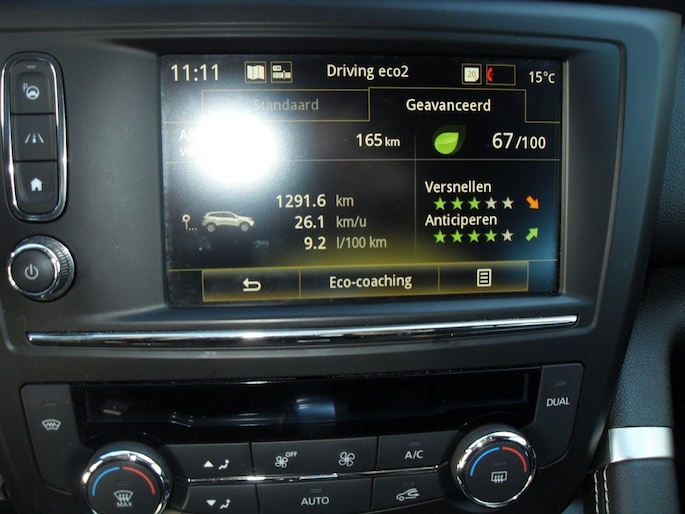 11:11 Driving eco2 20 15°C
Standaard Geavanceerd
165 km 67/100
1291.6 km
26.1 km/u
9.2 l/100 km
Versnellen
Anticiperen
Eco-coaching
DUAL
OFF
A/C
MAX
AUTO